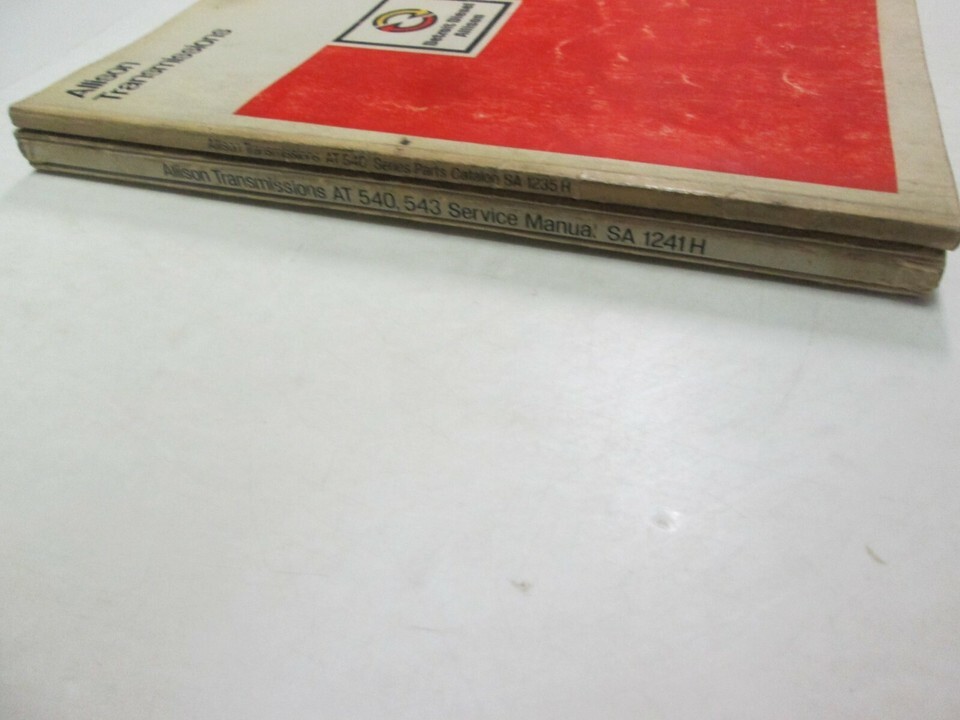 Allison
Transmissions
Detroit Diesel
Allison
Allison Transmissions AT 540 Series Parts Catalog SA 1235 H
Allison Transmissions AT 540, 543 Service Manual SA 1241H